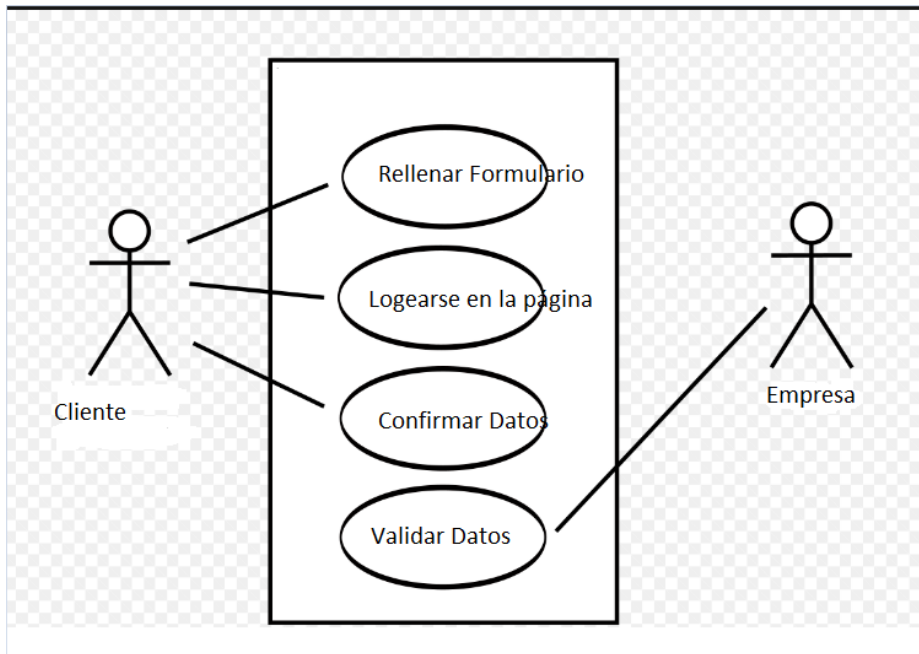 Rellenar Formulario
Logearse en la página
Confirmar Datos
Validar Datos
Cliente
Empresa